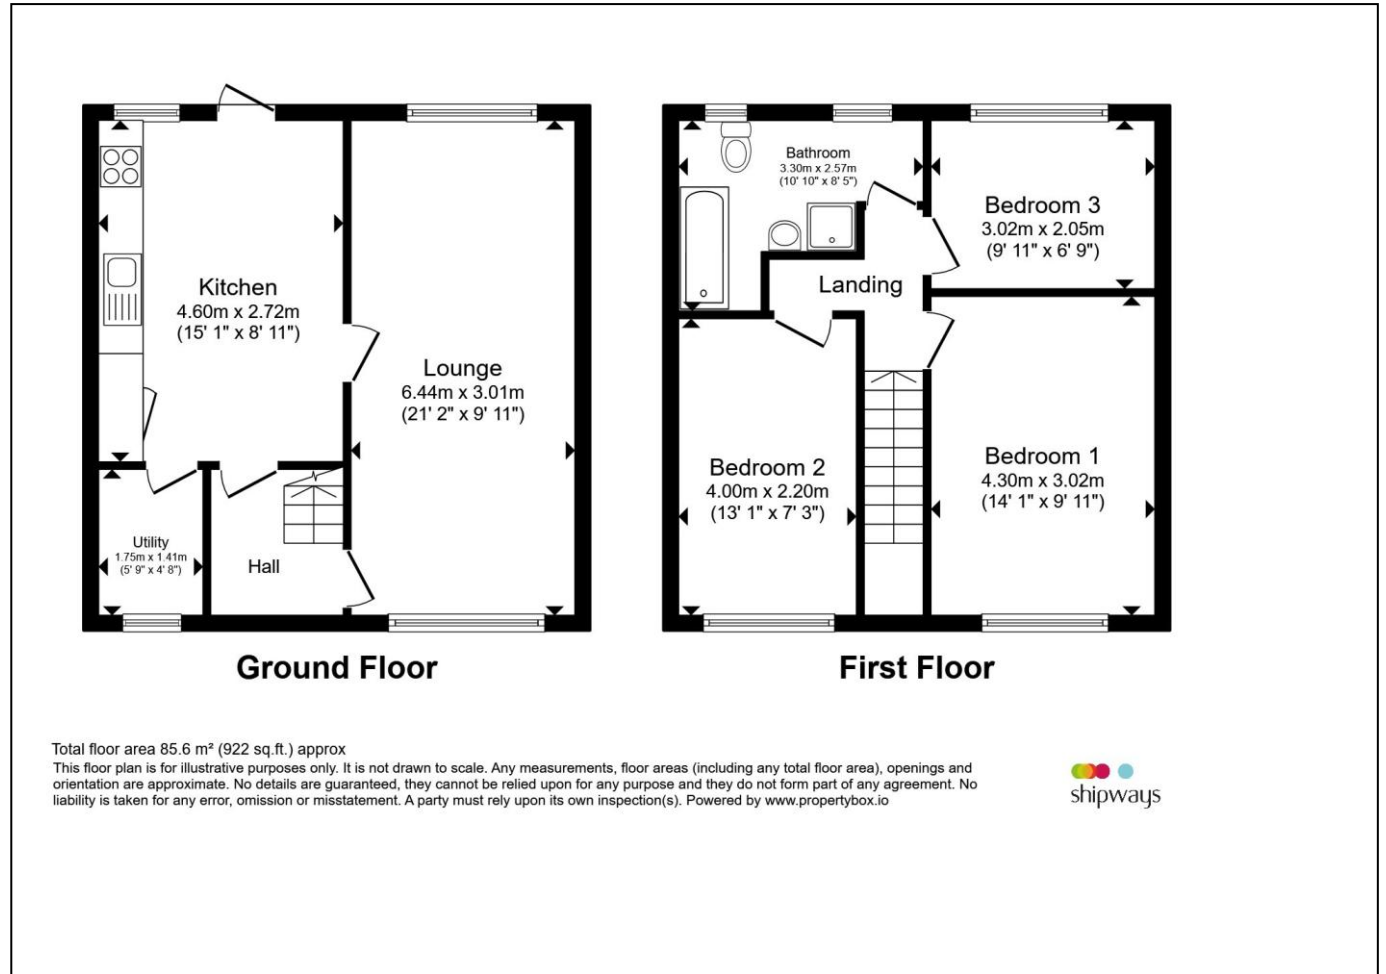 Kitchen
4.60m x 2.72m
(15' 1" x 8' 11")
Lounge
6.44m x 3.01m
(21' 2" x 9' 11")
Utility
1.75m x 1.41m
(5' 9" x 4' 8")
Hall
Ground Floor
Bathroom
3.30m x 2.57m
(10' 10" x 8' 5")
Bedroom 3
3.02m x 2.05m
(9' 11" x 6' 9")
Landing
Bedroom 2
4.00m x 2.20m
(13' 1" x 7' 3")
Bedroom 1
4.30m x 3.02m
(14' 1" x 9' 11")
First Floor
Total floor area 85.6 m² (922 sq.ft.) approx
This floor plan is for illustrative purposes only. It is not drawn to scale. Any measurements, floor areas (including any total floor area), openings and
orientation are approximate. No details are guaranteed, they cannot be relied upon for any purpose and they do not form part of any agreement. No
liability is taken for any error, omission or misstatement. A party must rely upon its own inspection(s). Powered by www.propertybox.io
shipways